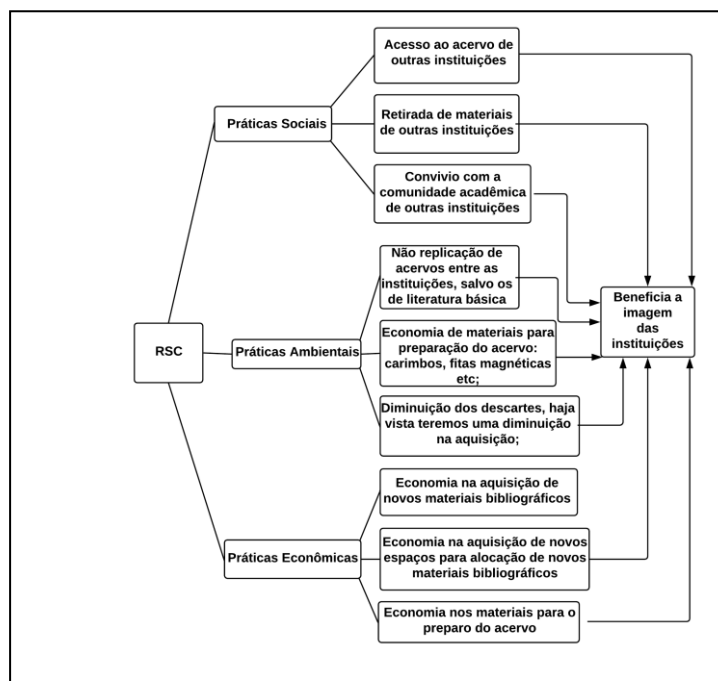 Acesso ao acervo de
outras instituições
Práticas Sociais
Retirada de materiais
de outras instituições
Convivio com a
comunidade acadêmica
de outras instituições
Não replicação de
acervos entre as
instituições, salvo os
de literatura básica
Beneficia a
imagem
das
instituições
RSC
Práticas Ambientais
Economia de materiais para
preparação do acervo:
carimbos, fitas magnéticas
etc;
Diminuição dos descartes, haja
vista teremos uma diminuição
na aquisição;
Economia na aquisição de
novos materiais bibliográficos
Práticas Econômicas
Economia na aquisição de novos
espaços para alocação de novos
materiais bibliográficos
Economia nos materiais para o
preparo do acervo